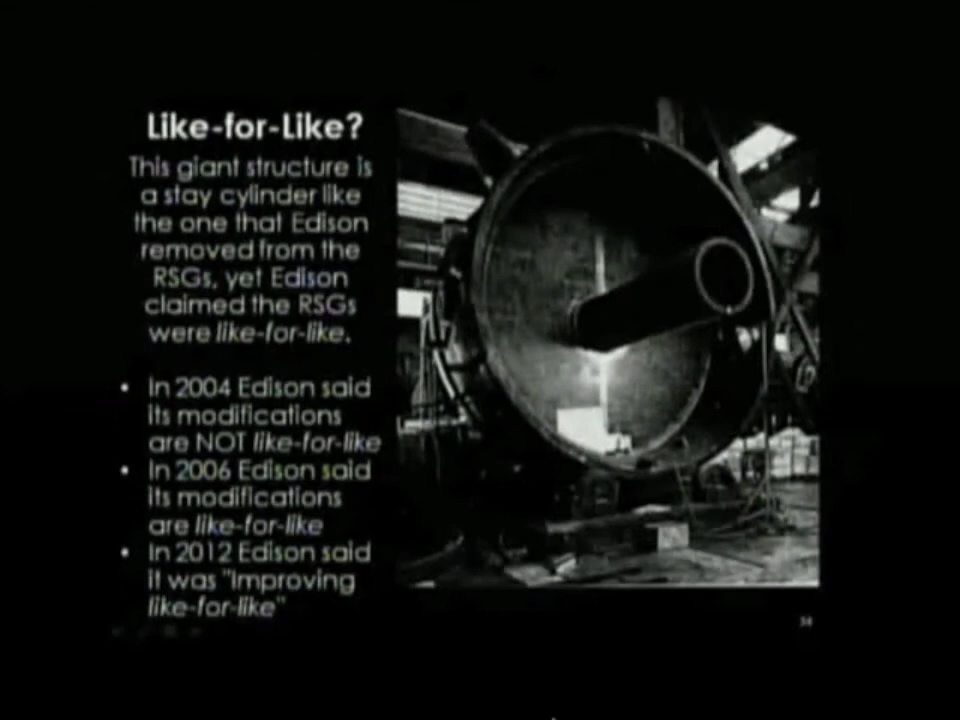 Like-for-Like?
This giant structure is
a stay cylinder like
the one that Edison
removed from the
RSGs, yet Edison
claimed the RSGs
were like-for-like.
• In 2004 Edison said
its modifications
are NOT like-for-like
• In 2006 Edison said
its modifications
are like-for-like
• In 2012 Edison said
it was "improving
like-for-like"